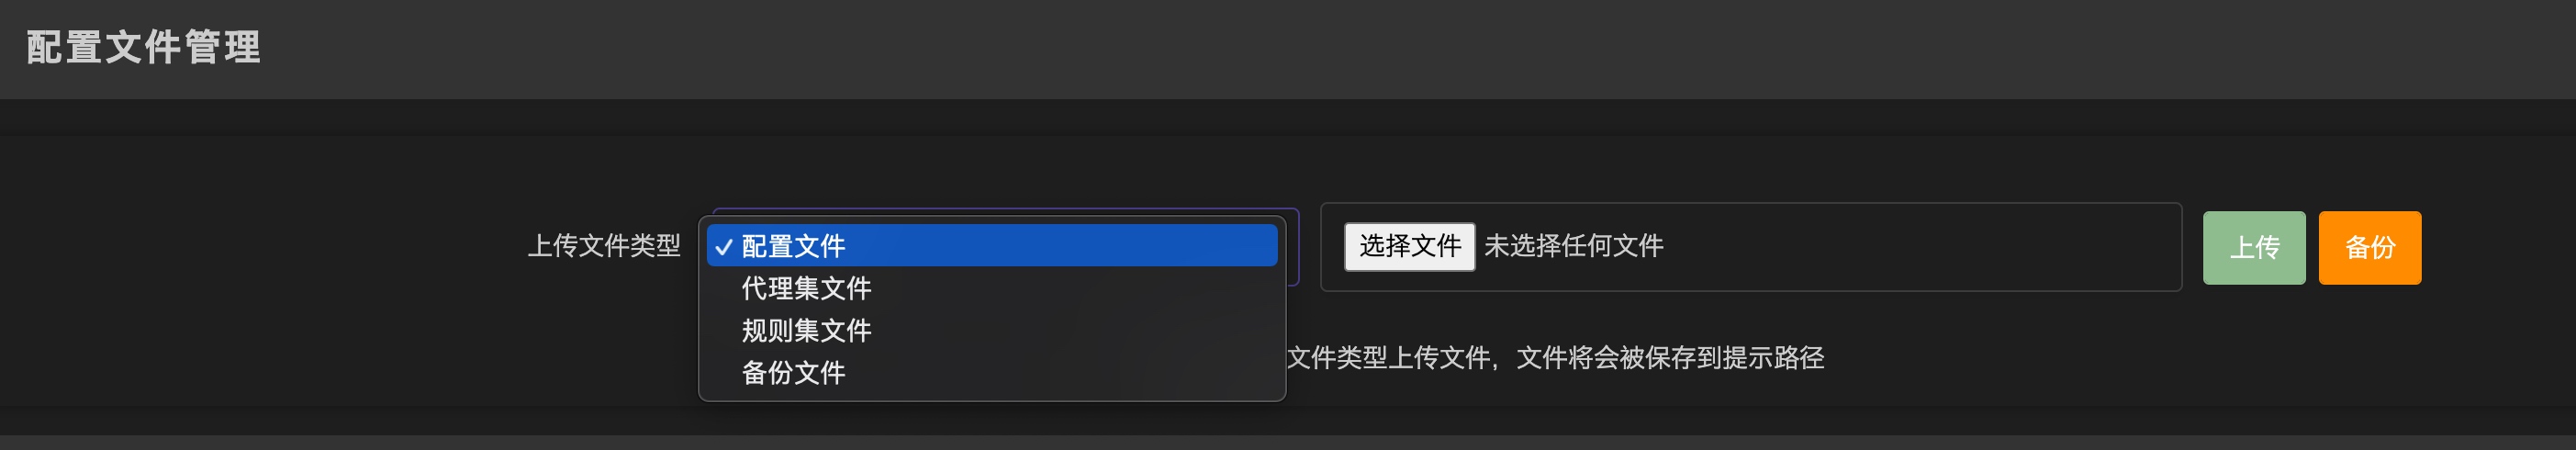 配置文件管理
上传文件类型
✓ 配置文件
代理集文件
规则集文件
备份文件
选择文件 未选择任何文件
上传
备份
文件类型上传文件，文件将会被保存到提示路径